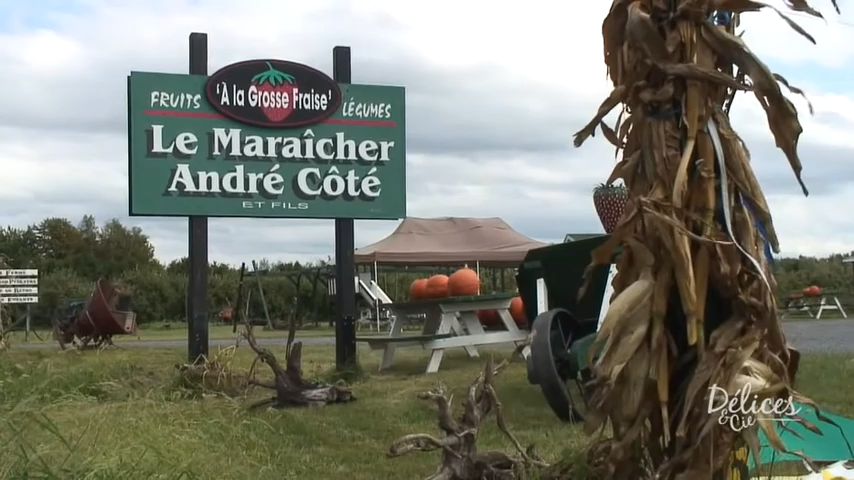 'À la Grosse Fraise'
FRUITS
LÉGUMES
Le Maraîcher
André Côté
ET FILS
Délices
& Cie